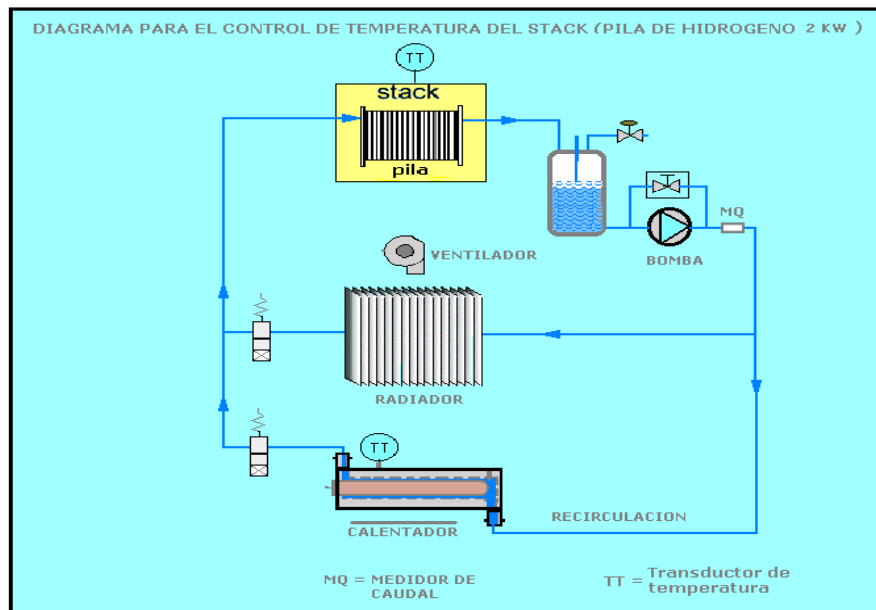 DIAGRAMA PARA EL CONTROL DE TEMPERATURA DEL STACK (PILA DE HIDROGENO 2 KW )
TT
stack
pila
MQ
BOMBA
VENTILADOR
RADIADOR
TT
CALENTADOR
RECIRCULACION
MQ = MEDIDOR DE
CAUDAL
TT = Transductor de
temperatura